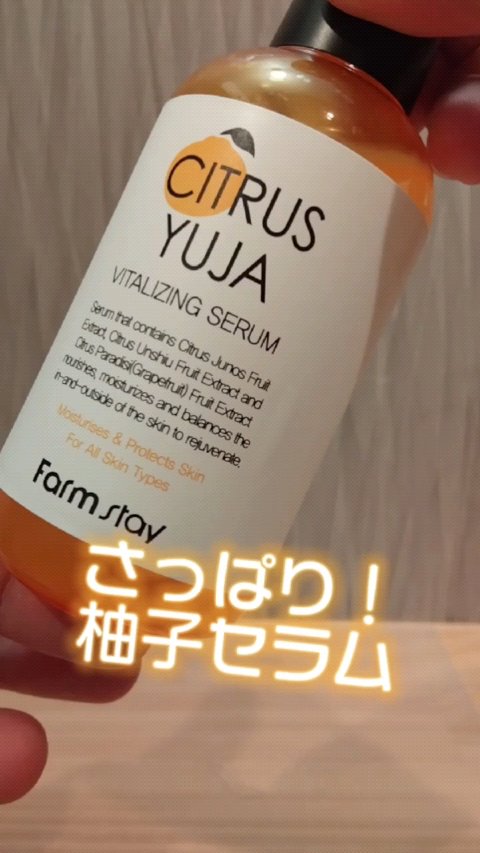 CITRUS
YUJA
VITALIZING SERUM
Serum that contains Citrus Junos Fruit
Extract, Citrus Unshiu Fruit Extract and
Citrus Paradisi(Grapefruit) Fruit Extract
nourishes, moisturizes and balances the
in-and-outside of the skin to rejuvenate.
Moisturises & Protects Skin
For All Skin Types
Farm stay
さっぱり！
柚子セラム